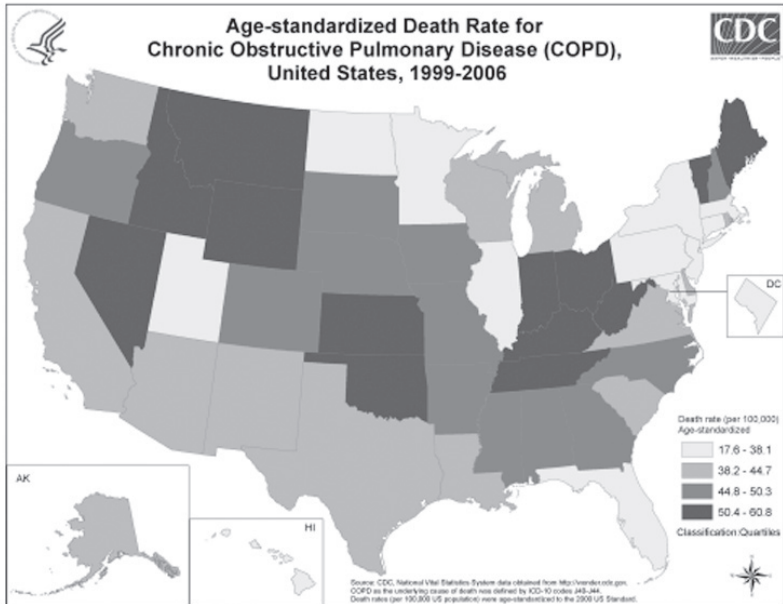 Age-standardized Death Rate for
Chronic Obstructive Pulmonary Disease (COPD),
United States, 1999-2006
CDC
DC
Death rate (per 100,000)
Age-standardized
17.6 - 38.1
38.2 - 44.7
44.8 - 50.3
50.4 - 60.8
Classification:Quartiles
AK
HI
Source: CDC, National Vital Statistics System data obtained from http://wonder.cdc.gov.
COPD as the underlying cause of death was defined by ICD-10 codes J40-J44.
Death rates (per 100,000 US population) were age-standardized to the 2000 US Standard.